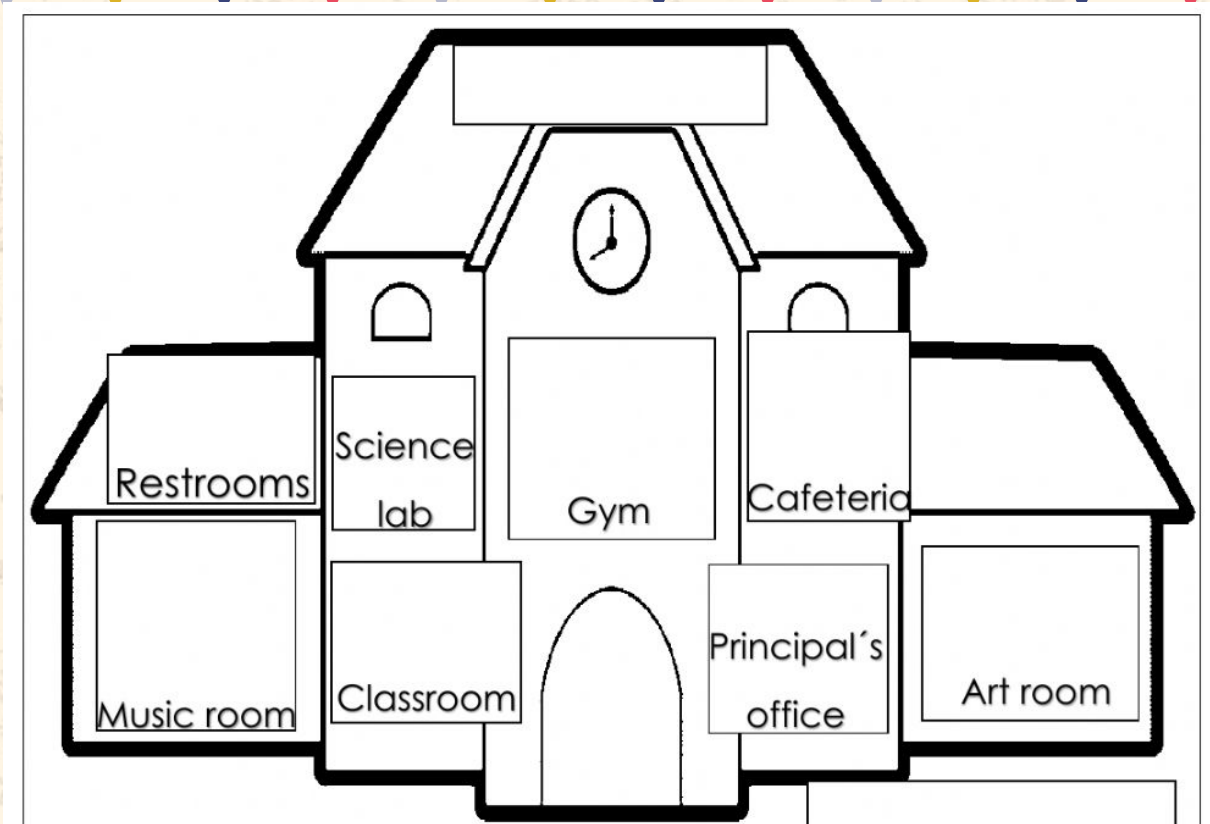 Science
lab
Restrooms
Gym
Cafeteria
Music room
Classroom
Principal´s
office
Art room